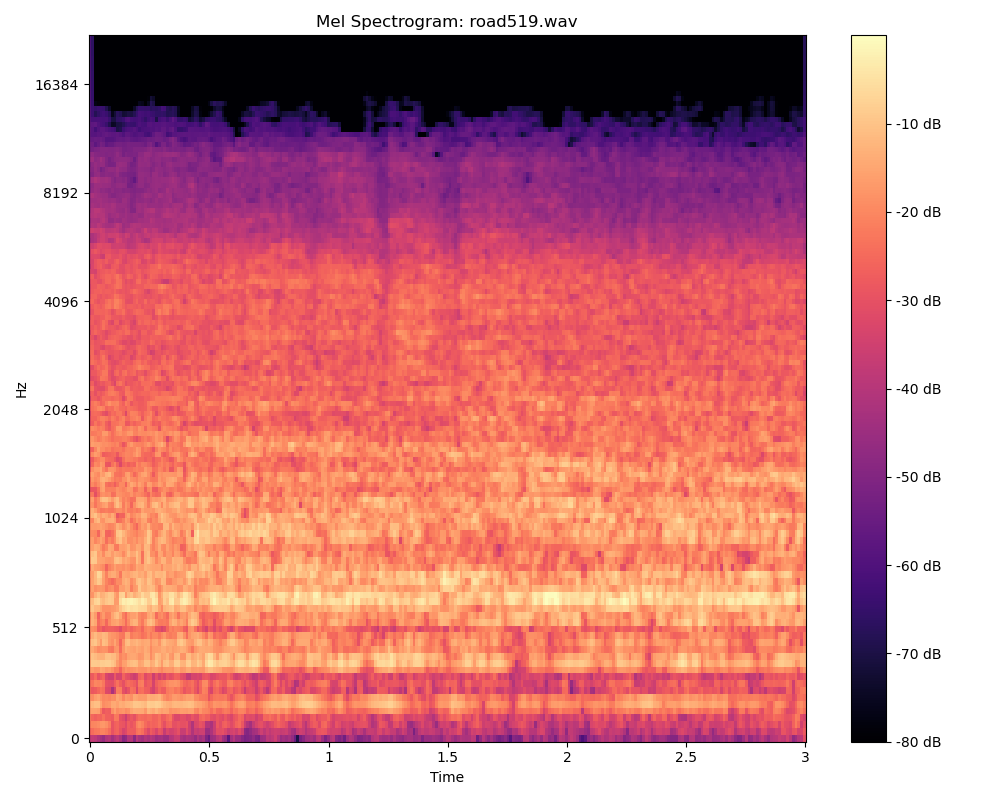 Mel Spectrogram: road519.wav
Hz
16384
8192
4096
2048
1024
512
0
0
0.5
1
1.5
2
2.5
3
Time
-10 dB
-20 dB
-30 dB
-40 dB
-50 dB
-60 dB
-70 dB
-80 dB